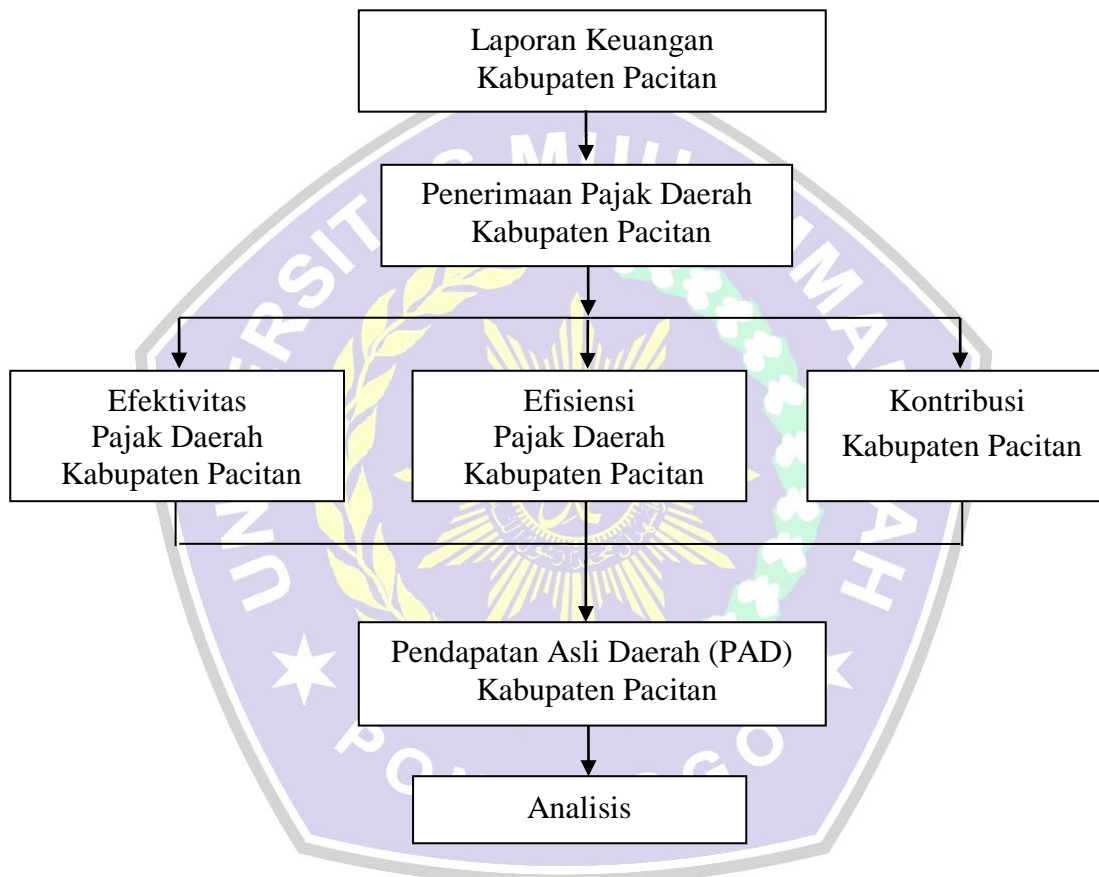 Laporan Keuangan
Kabupaten Pacitan
Penerimaan Pajak Daerah
Kabupaten Pacitan
Efektivitas
Pajak Daerah
Kabupaten Pacitan
Efisiensi
Pajak Daerah
Kabupaten Pacitan
Kontribusi
Kabupaten Pacitan
Pendapatan Asli Daerah (PAD)
Kabupaten Pacitan
Analisis